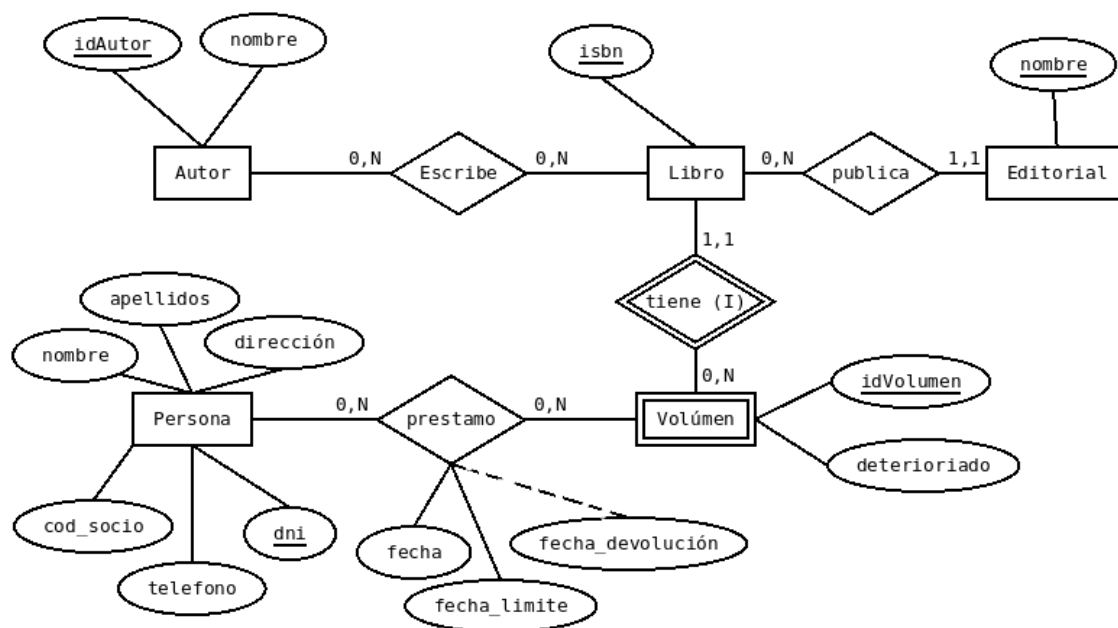 idAutor
nombre
isbn
nombre
Autor
0,N
Escribe
0,N
Libro
0,N
publica
1,1
Editorial
1,1
tiene (I)
0,N
apellidos
nombre
dirección
Persona
0,N
prestamo
0,N
Volúmen
idVolumen
deterioriado
cod_socio
telefono
dni
fecha
fecha_limite
fecha_devolución